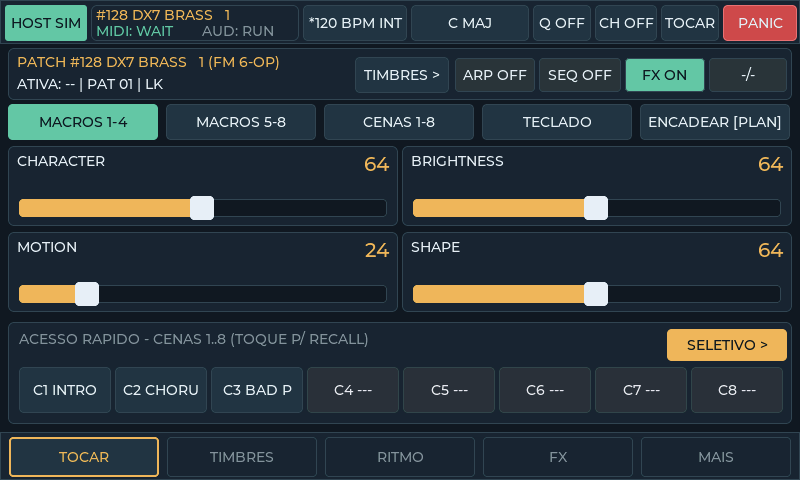 HOST SIM
#128 DX7 BRASS   1
MIDI: WAIT     AUD: RUN
*120 BPM INT
C MAJ
Q OFF
CH OFF
TOCAR
PANIC
PATCH #128 DX7 BRASS   1 (FM 6-OP)
ATIVA: -- | PAT 01 | LK
TIMBRES >
ARP OFF
SEQ OFF
FX ON
-/-
MACROS 1-4
MACROS 5-8
CENAS 1-8
TECLADO
ENCADEAR [PLAN]
CHARACTER
64
BRIGHTNESS
64
MOTION
24
SHAPE
64
ACESSO RAPIDO - CENAS 1..8 (TOQUE P/ RECALL)
SELETIVO >
C1 INTRO
C2 CHORU
C3 BAD P
C4 ---
C5 ---
C6 ---
C7 ---
C8 ---
TOCAR
TIMBRES
RITMO
FX
MAIS